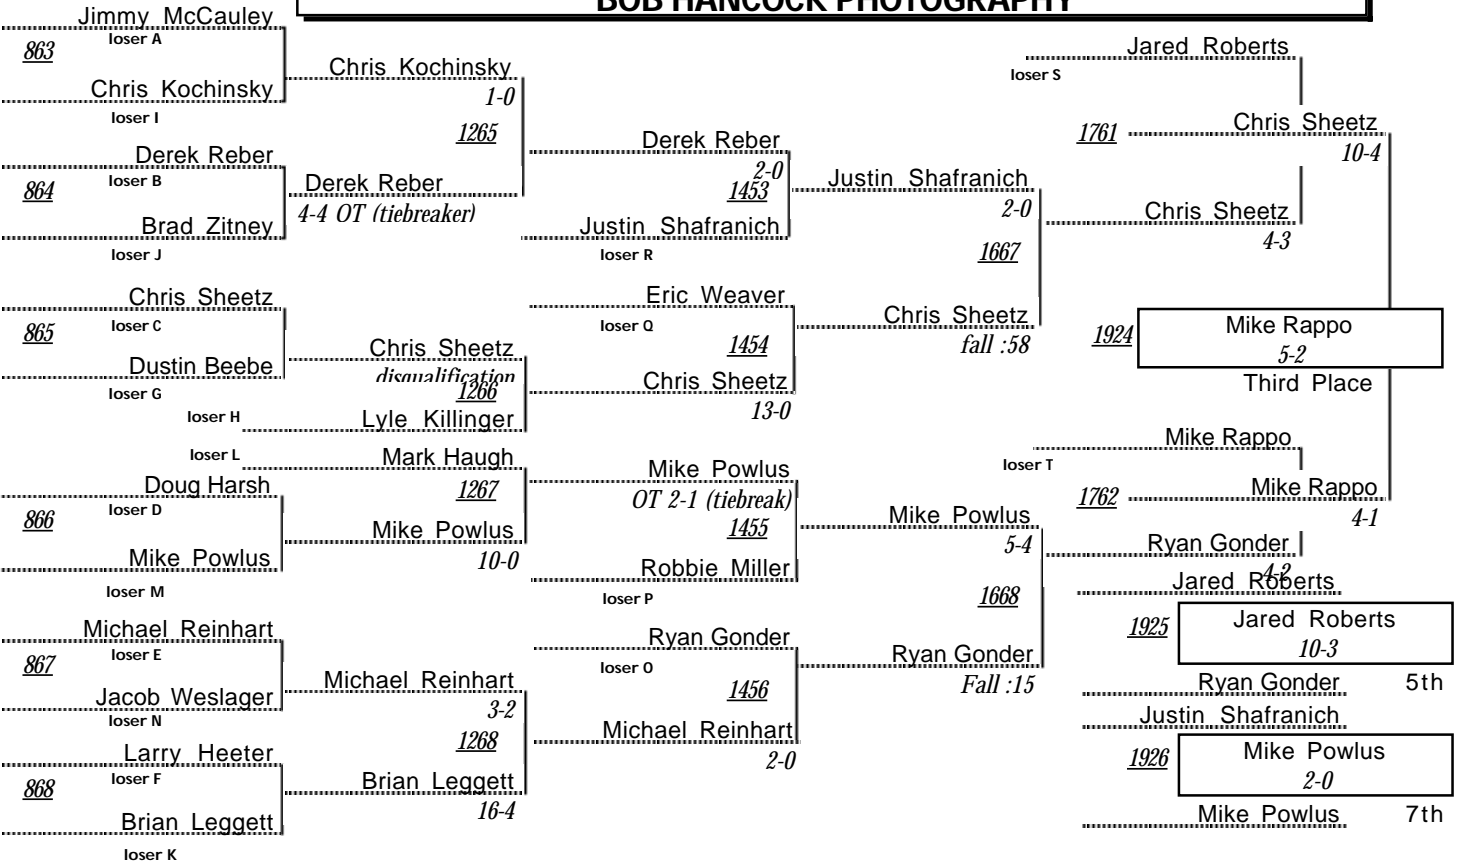 BOB HANCOCK PHOTOGRAPHY
Jimmy McCauley
loser A
863
Chris Kochinsky
loser I
Derek Reber
loser B
864
Brad Zitney
loser J
Chris Sheetz
loser C
865
Dustin Beebe
loser G
loser H
Lyle Killinger
loser L
Mark Haugh
Doug Harsh
loser D
866
Mike Powlus
loser M
Michael Reinhart
loser E
867
Jacob Weslager
loser N
Larry Heeter
loser F
868
Brian Leggett
loser K
Chris Kochinsky
1-0
1265
Derek Reber
4-4 OT (tiebreaker)
Chris Sheetz
disqualification
1266
1267
Mike Powlus
10-0
Michael Reinhart
3-2
1268
Brian Leggett
16-4
Derek Reber
2-0
1453
Justin Shafranich
loser R
Eric Weaver
loser Q
1454
Chris Sheetz
13-0
Mike Powlus
OT 2-1 (tiebreak)
1455
Robbie Miller
loser P
Ryan Gonder
loser O
1456
Michael Reinhart
2-0
Justin Shafranich
2-0
1667
Chris Sheetz
fall :58
Mike Powlus
5-4
1668
Ryan Gonder
Fall :15
Jared Roberts
loser S
1761
Chris Sheetz
10-4
Chris Sheetz
4-3
1924
Mike Rappo
5-2
Third Place
Mike Rappo
loser T
1762
Mike Rappo
4-1
Ryan Gonder
4-2
Jared Roberts
1925
Jared Roberts
10-3
Ryan Gonder 5th
Justin Shafranich
1926
Mike Powlus
2-0
Mike Powlus 7th